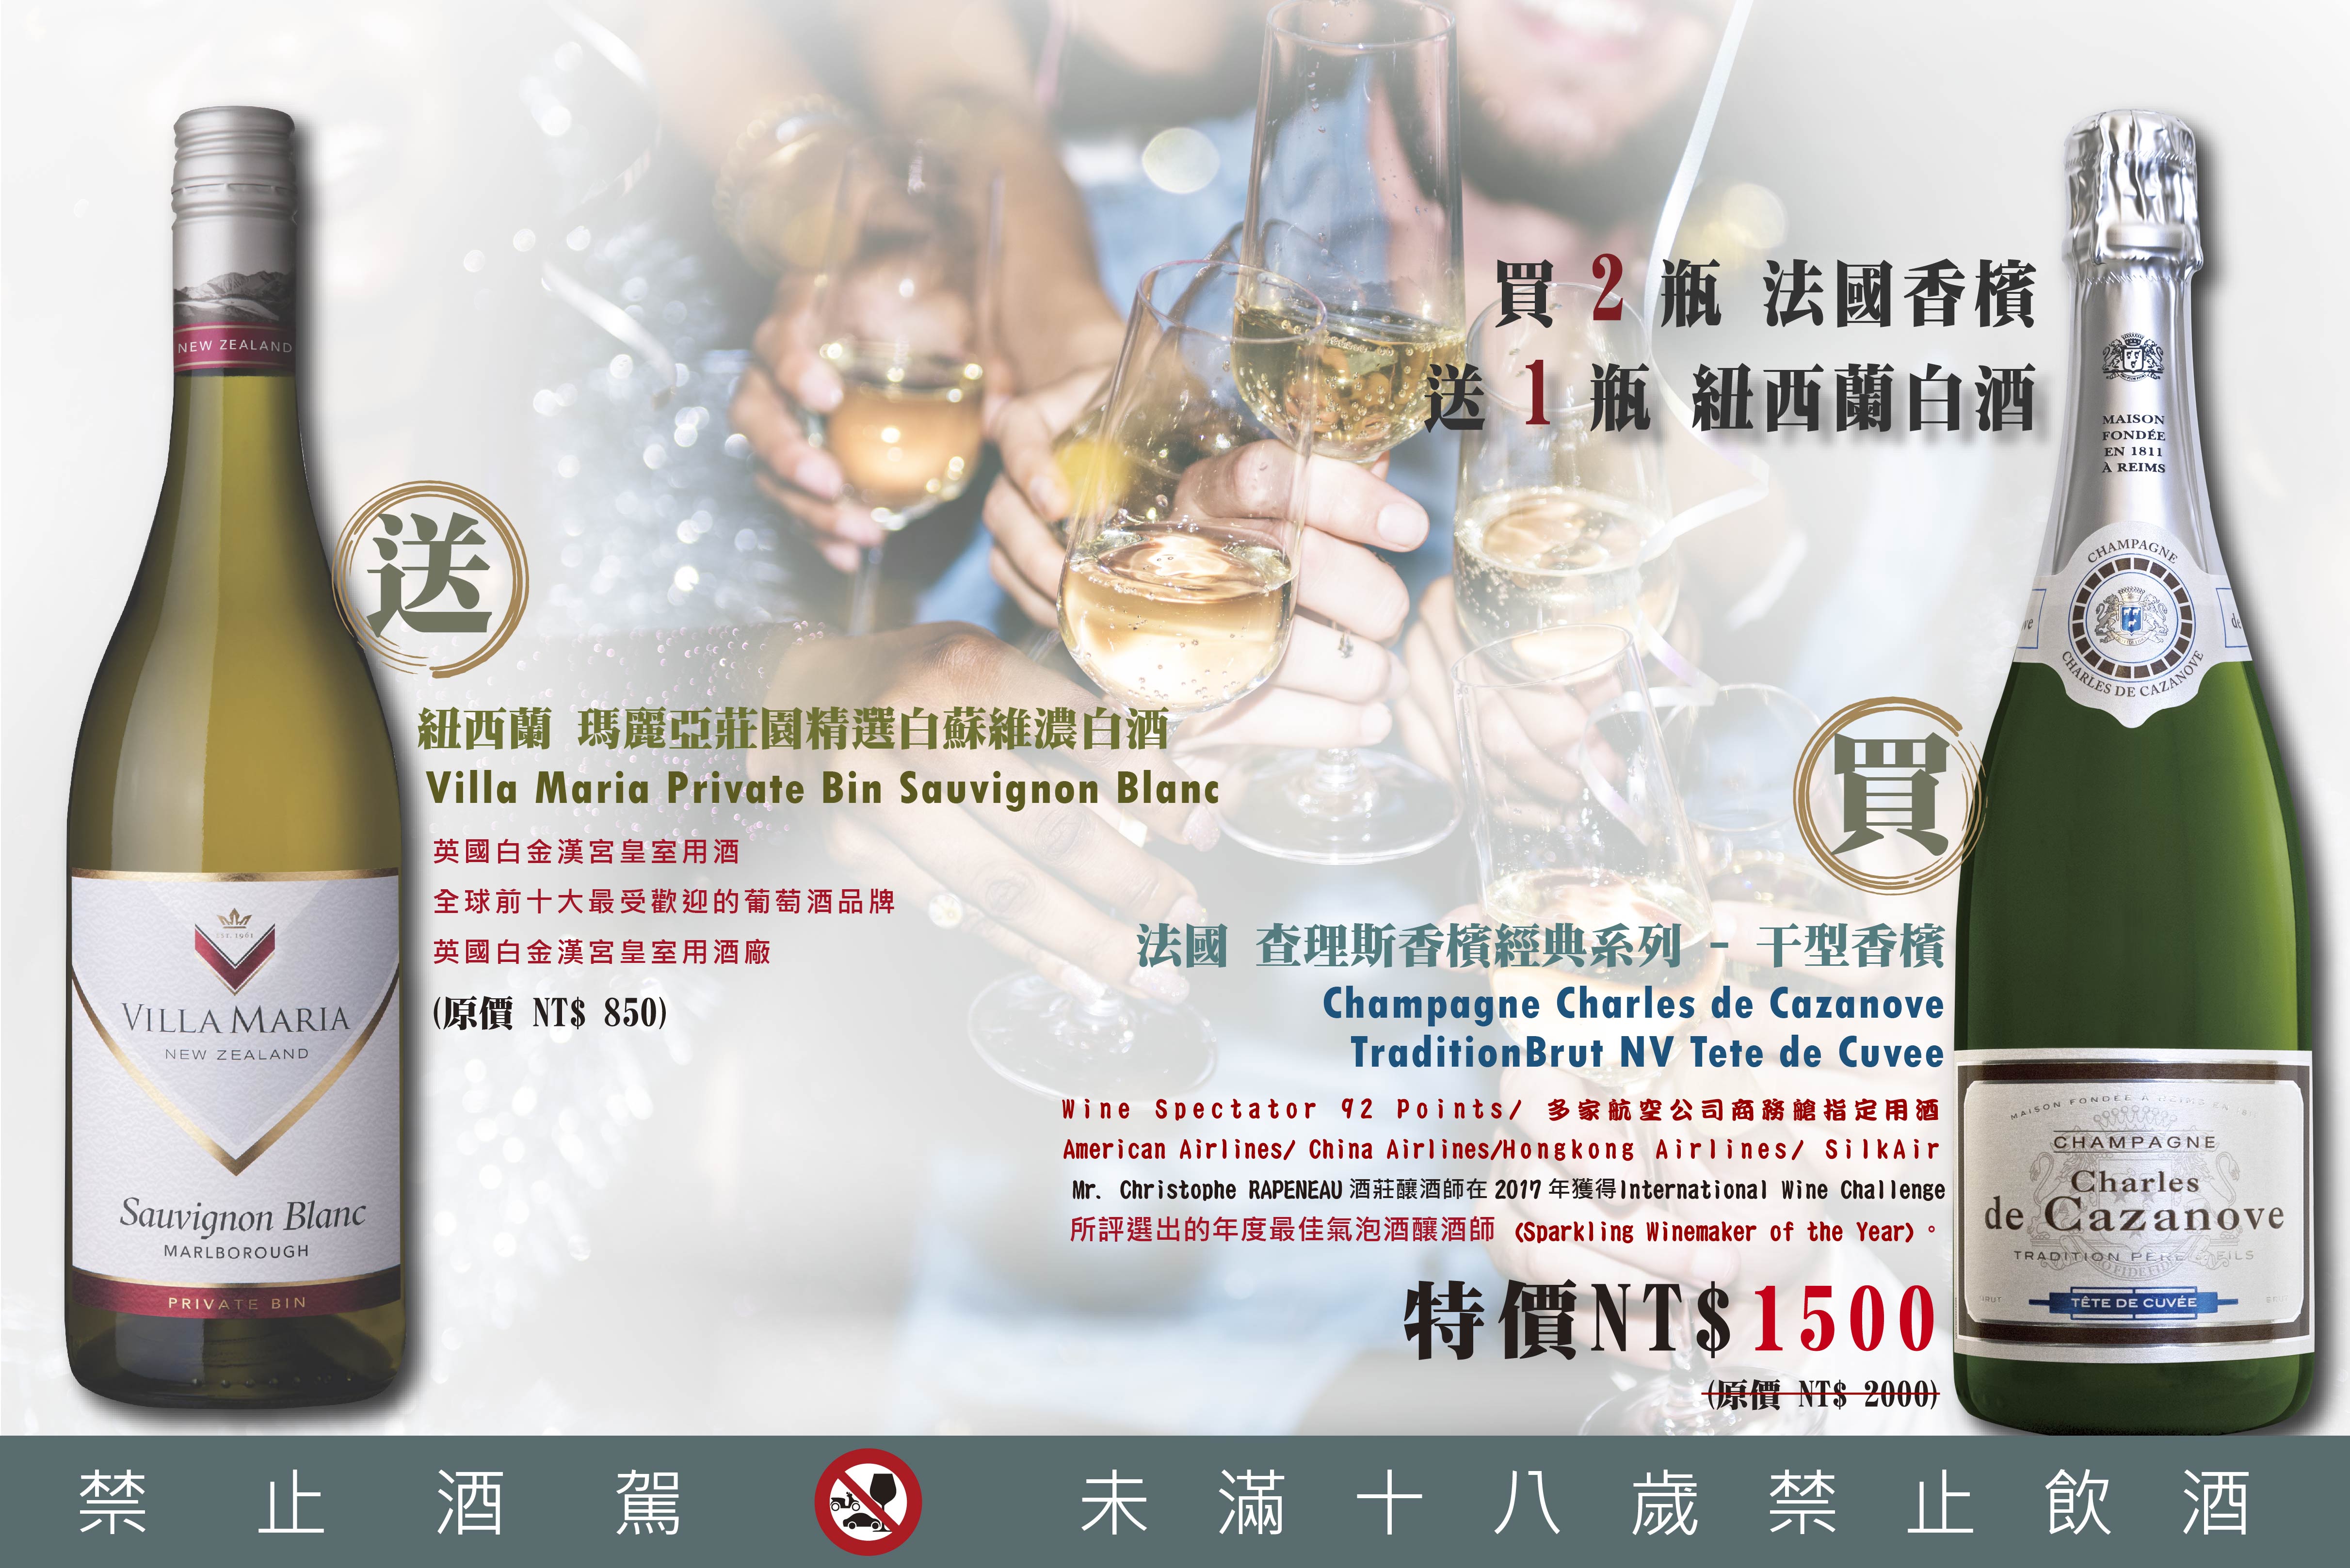 買 2 瓶 法國香檳
送 1 瓶 紐西蘭白酒
NEW ZEALAND
送
紐西蘭 瑪麗亞莊園精選白蘇維濃白酒
Villa Maria Private Bin Sauvignon Blanc
英國白金漢宮皇室用酒
全球前十大最受歡迎的葡萄酒品牌
英國白金漢宮皇室用酒廠
(原價 NT$ 850)
EST. 1961
VILLA MARIA
NEW ZEALAND
Sauvignon Blanc
MARLBOROUGH
PRIVATE BIN
MAISON
FONDÉE
EN 1811
À REIMS
CHAMPAGNE
CHARLES DE CAZANOVE
買
法國 查理斯香檳經典系列 - 干型香檳
Champagne Charles de Cazanove
TraditionBrut NV Tete de Cuvee
Wine Spectator 92 Points/ 多家航空公司商務艙指定用酒
American Airlines/ China Airlines/Hongkong Airlines/ SilkAir
Mr. Christophe RAPENEAU 酒莊釀酒師在 2017 年獲得International Wine Challenge
所評選出的年度最佳氣泡酒釀酒師 (Sparkling Winemaker of the Year)。
特價NT$1500
(原價 NT$ 2000)
MAISON FONDÉE À REIMS EN 1811
CHAMPAGNE
Charles
de Cazanove
TRADITION PÈRE & FILS
BRUT
TÊTE DE CUVÉE
禁止酒駕
未滿十八歲禁止飲酒